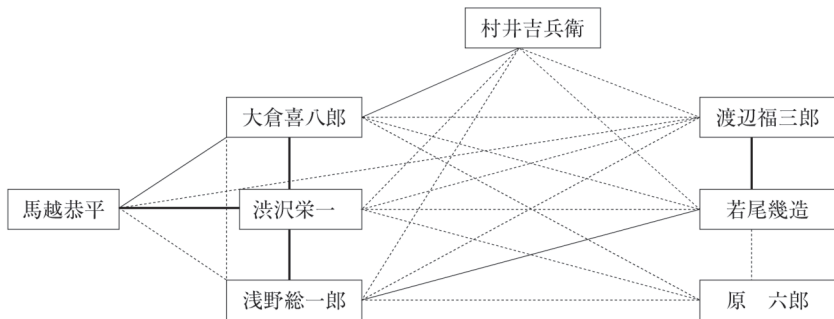 村井吉兵衛
大倉喜八郎
渡辺福三郎
馬越恭平
渋沢栄一
若尾幾造
浅野総一郎
原　六郎